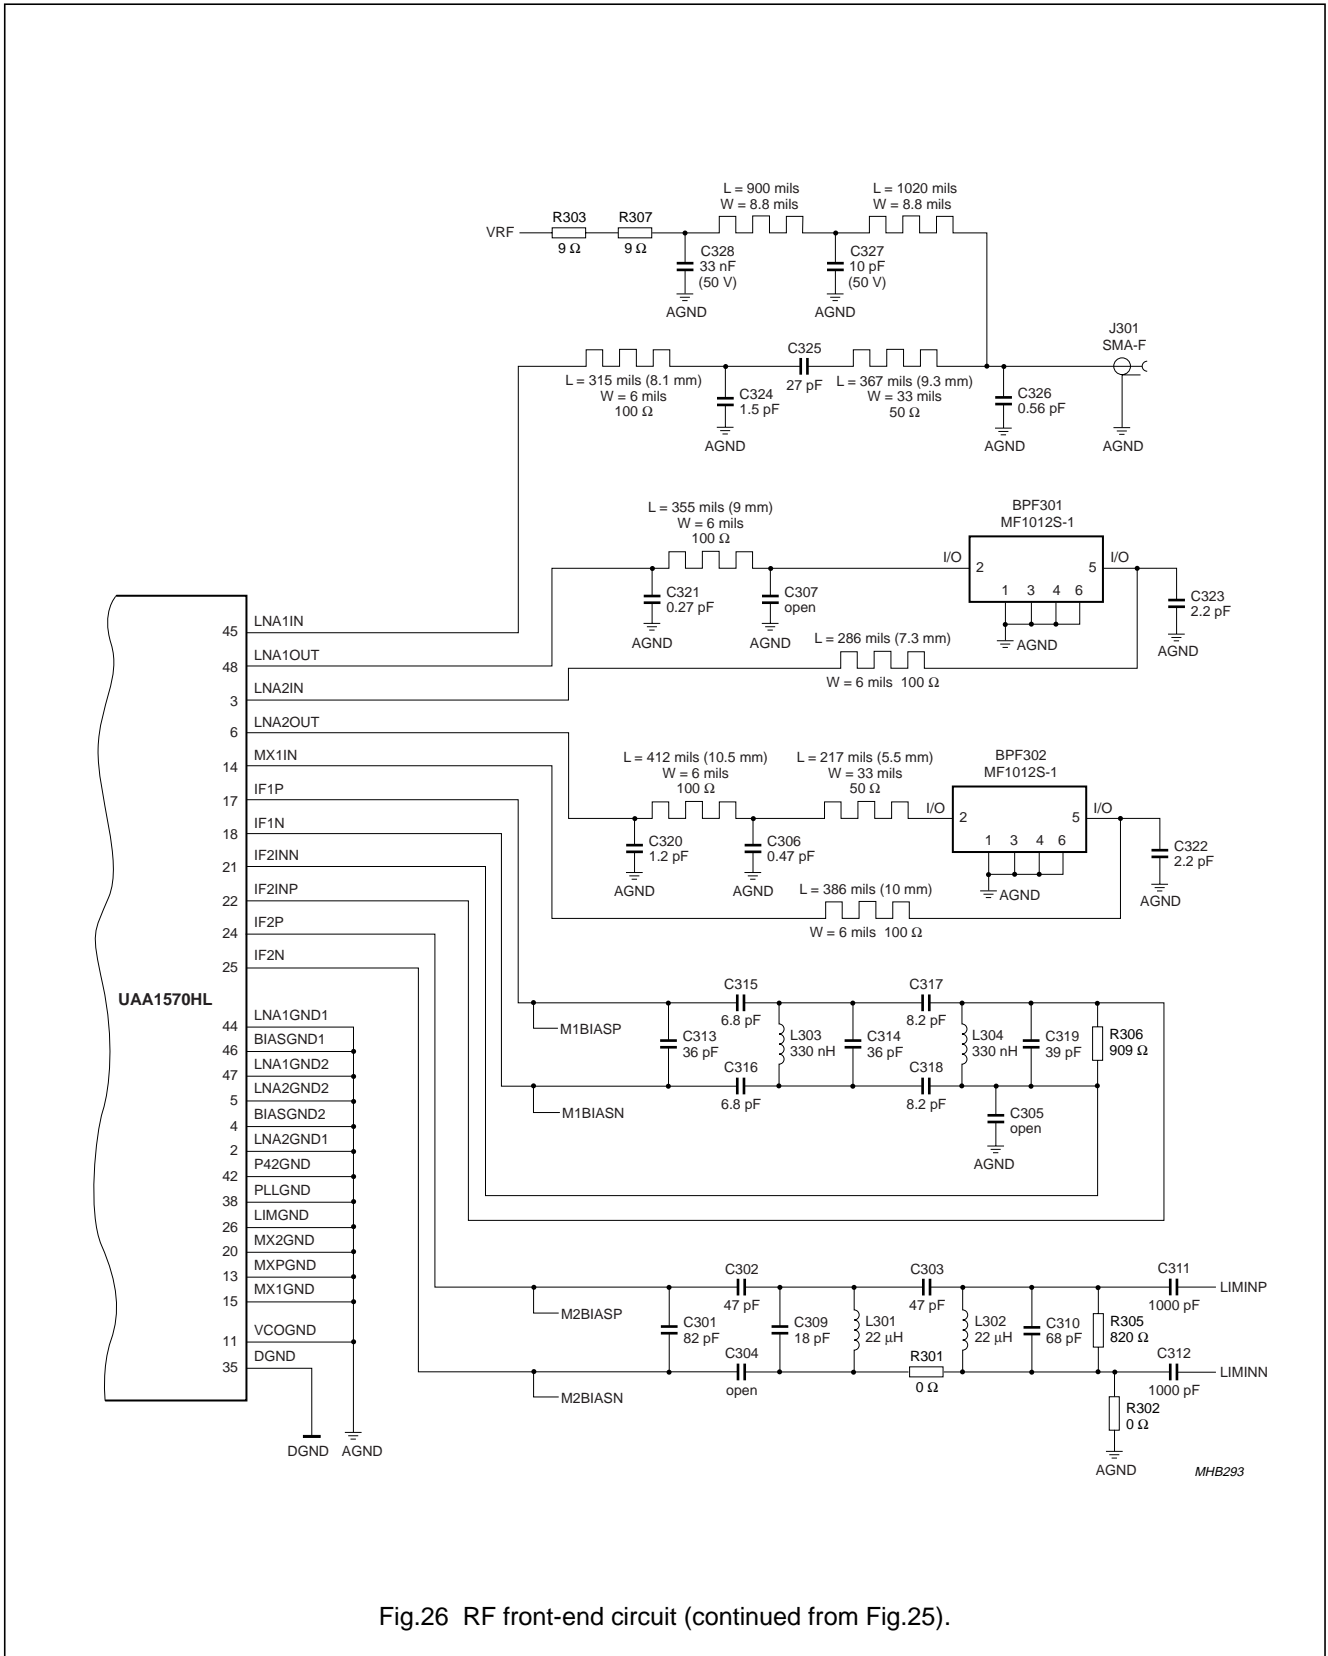 L = 900 mils
W = 8.8 mils
L = 1020 mils
W = 8.8 mils
VRF
R303
9 Ω
R307
9 Ω
C328
33 nF
(50 V)
AGND
C327
10 pF
(50 V)
AGND
J301
SMA-F
AGND
L = 315 mils (8.1 mm)
W = 6 mils
100 Ω
C324
1.5 pF
AGND
C325
27 pF
L = 367 mils (9.3 mm)
W = 33 mils
50 Ω
C326
0.56 pF
AGND
L = 355 mils (9 mm)
W = 6 mils
100 Ω
C321
0.27 pF
AGND
C307
open
AGND
BPF301
MF1012S-1
I/O
2
5
I/O
1 3 4 6
AGND
C323
2.2 pF
AGND
L = 286 mils (7.3 mm)
W = 6 mils 100 Ω
L = 412 mils (10.5 mm)
W = 6 mils
100 Ω
L = 217 mils (5.5 mm)
W = 33 mils
50 Ω
C320
1.2 pF
AGND
C306
0.47 pF
AGND
BPF302
MF1012S-1
I/O
2
5
I/O
1 3 4 6
AGND
C322
2.2 pF
AGND
L = 386 mils (10 mm)
W = 6 mils 100 Ω
UAA1570HL
45 LNA1IN
48 LNA1OUT
3 LNA2IN
6 LNA2OUT
14 MX1IN
17 IF1P
18 IF1N
21 IF2INN
22 IF2INP
24 IF2P
25 IF2N
44 LNA1GND1
46 BIASGND1
47 LNA1GND2
5 LNA2GND2
4 BIASGND2
2 LNA2GND1
42 P42GND
38 PLLGND
26 LIMGND
20 MX2GND
13 MXPGND
15 MX1GND
11 VCOGND
35 DGND
DGND
AGND
M1BIASP
M1BIASN
C313
36 pF
C315
6.8 pF
C316
6.8 pF
L303
330 nH
C314
36 pF
C317
8.2 pF
C318
8.2 pF
L304
330 nH
C319
39 pF
R306
909 Ω
C305
open
AGND
M2BIASP
M2BIASN
C301
82 pF
C302
47 pF
C304
open
C309
18 pF
L301
22 µH
C303
47 pF
R301
0 Ω
L302
22 µH
C310
68 pF
R305
820 Ω
C311
1000 pF
LIMINP
C312
1000 pF
LIMINN
R302
0 Ω
AGND
MHB293
Fig.26 RF front-end circuit (continued from Fig.25).